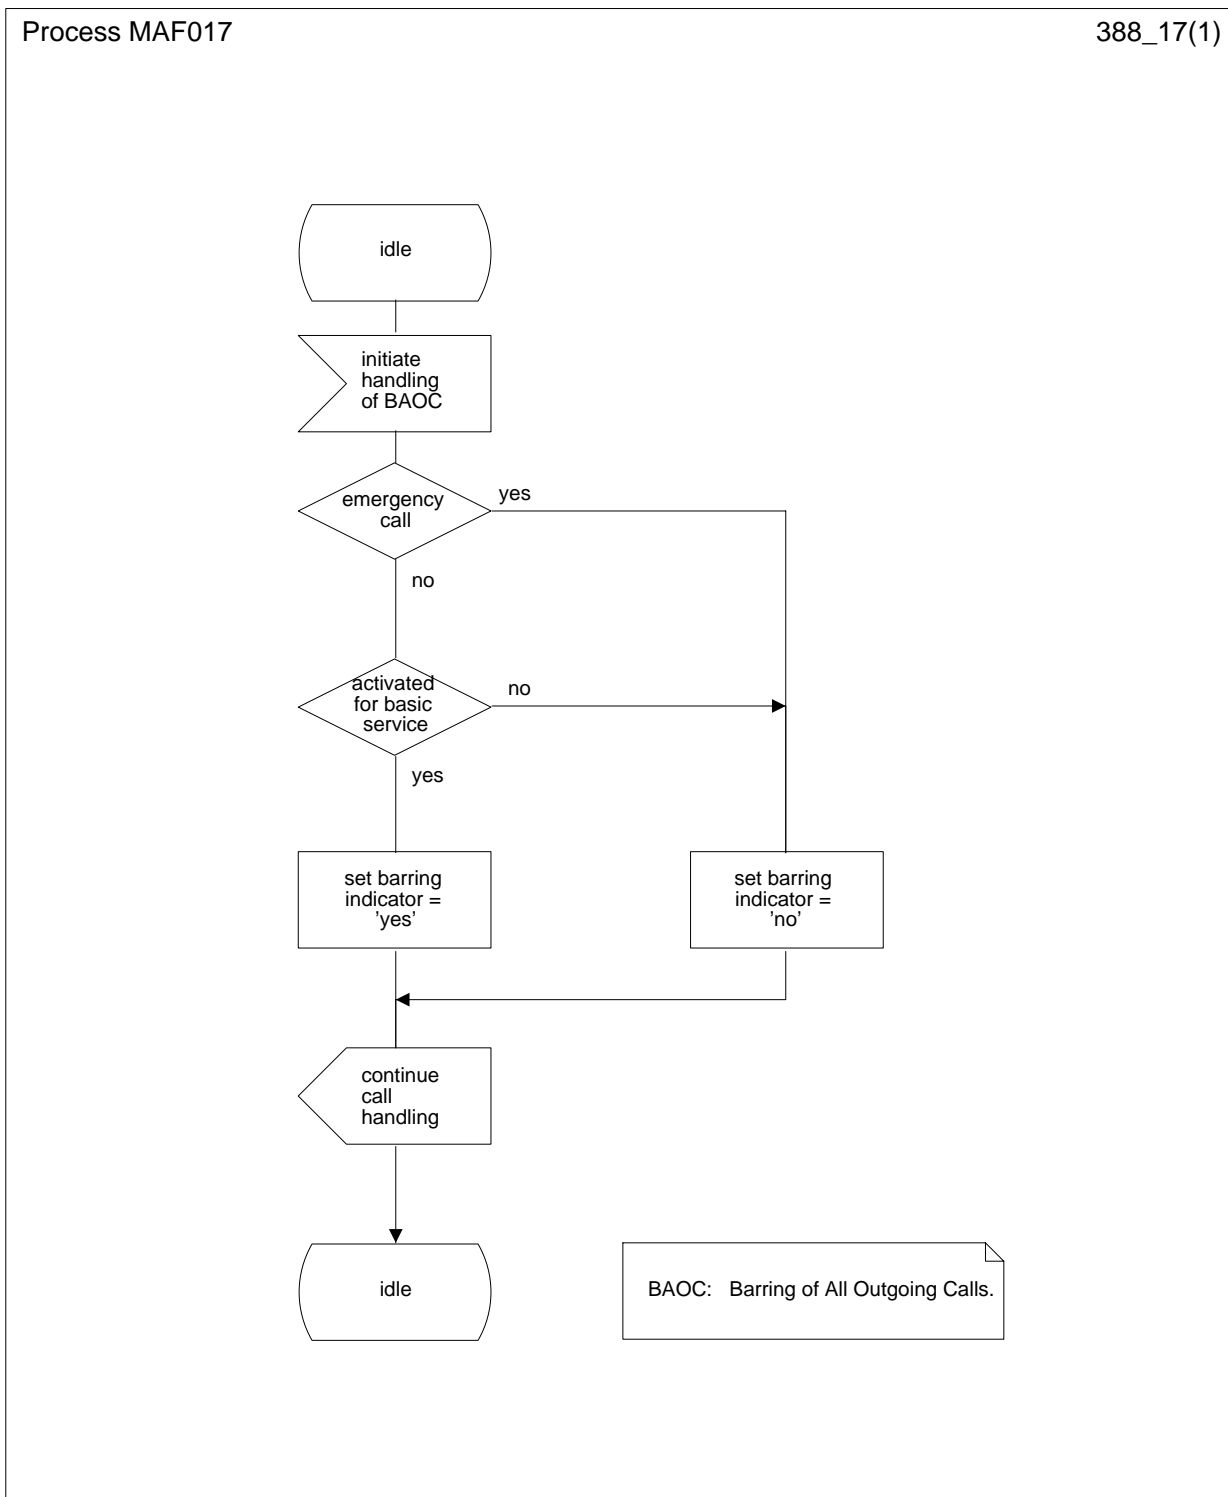 Process MAF017
388_17(1)
idle
initiate
handling
of BAOC
emergency
call
yes
no
activated
for basic
service
no
yes
set barring
indicator =
’yes’
set barring
indicator =
’no’
continue
call
handling
idle
BAOC: Barring of All Outgoing Calls.